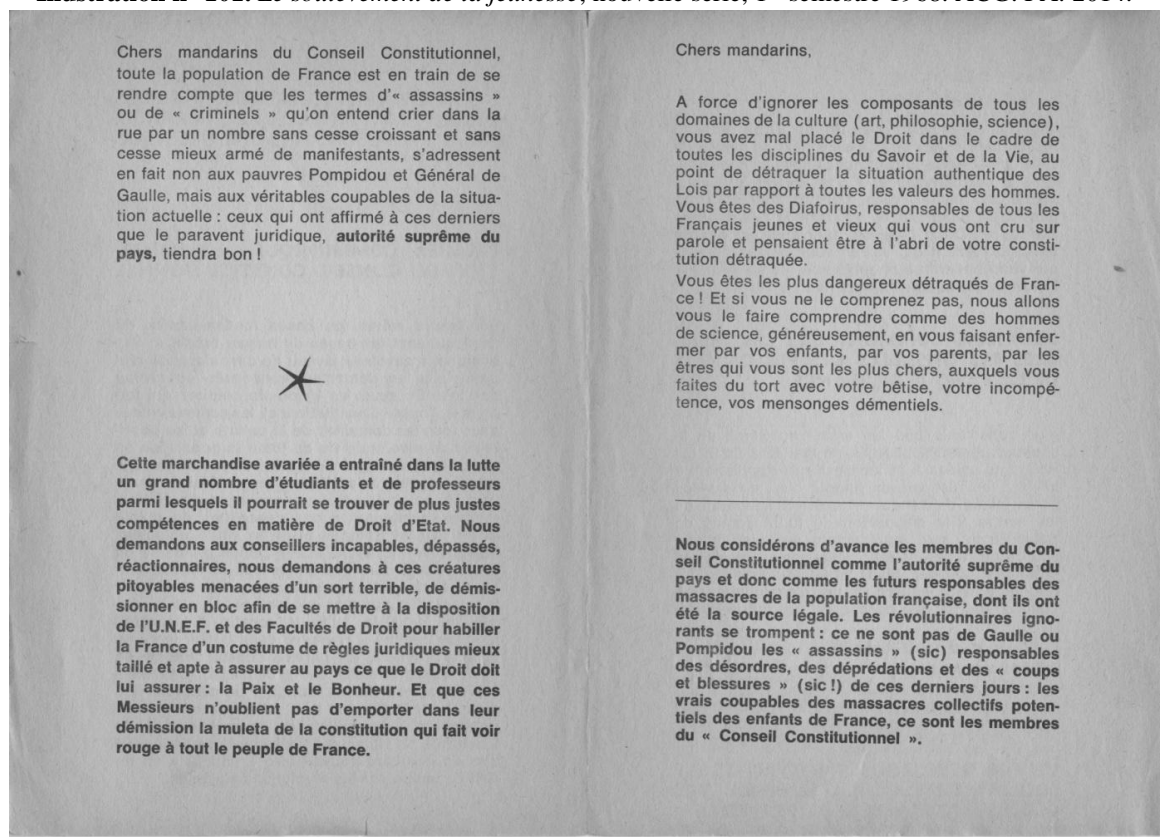 Chers mandarins du Conseil Constitutionnel,
toute la population de France est en train de se
rendre compte que les termes d'« assassins »
ou de « criminels » qu'on entend crier dans la
rue par un nombre sans cesse croissant et sans
cesse mieux armé de manifestants, s'adressent
en fait non aux pauvres Pompidou et Général de
Gaulle, mais aux véritables coupables de la situa-
tion actuelle : ceux qui ont affirmé à ces derniers
que le paravent juridique, autorité suprême du
pays, tiendra bon !
Cette marchandise avariée a entraîné dans la lutte
un grand nombre d'étudiants et de professeurs
parmi lesquels il pourrait se trouver de plus justes
compétences en matière de Droit d'Etat. Nous
demandons aux conseillers incapables, dépassés,
réactionnaires, nous demandons à ces créatures
pitoyables menacées d'un sort terrible, de démis-
sionner en bloc afin de se mettre à la disposition
de l'U.N.E.F. et des Facultés de Droit pour habiller
la France d'un costume de règles juridiques mieux
taillé et apte à assurer au pays ce que le Droit doit
lui assurer : la Paix et le Bonheur. Et que ces
Messieurs n'oublient pas d'emporter dans leur
démission la muleta de la constitution qui fait voir
rouge à tout le peuple de France.
Chers mandarins,
A force d'ignorer les composants de tous les
domaines de la culture (art, philosophie, science),
vous avez mal placé le Droit dans le cadre de
toutes les disciplines du Savoir et de la Vie, au
point de détraquer la situation authentique des
Lois par rapport à toutes les valeurs des hommes.
Vous êtes des Diafoirus, responsables de tous les
Français jeunes et vieux qui vous ont cru sur
parole et pensaient être à l'abri de votre consti-
tution détraquée.
Vous êtes les plus dangereux détraqués de Fran-
ce ! Et si vous ne le comprenez pas, nous allons
vous le faire comprendre comme des hommes
de science, généreusement, en vous faisant enfer-
mer par vos enfants, par vos parents, par les
êtres qui vous sont les plus chers, auxquels vous
faites du tort avec votre bêtise, votre incompé-
tence, vos mensonges démentiels.
Nous considérons d'avance les membres du Con-
seil Constitutionnel comme l'autorité suprême du
pays et donc comme les futurs responsables des
massacres de la population française, dont ils ont
été la source légale. Les révolutionnaires igno-
rants se trompent : ce ne sont pas de Gaulle ou
Pompidou les « assassins » (sic) responsables
des désordres, des déprédations et des « coups
et blessures » (sic !) de ces derniers jours : les
vrais coupables des massacres collectifs poten-
tiels des enfants de France, ce sont les membres
du « Conseil Constitutionnel ».